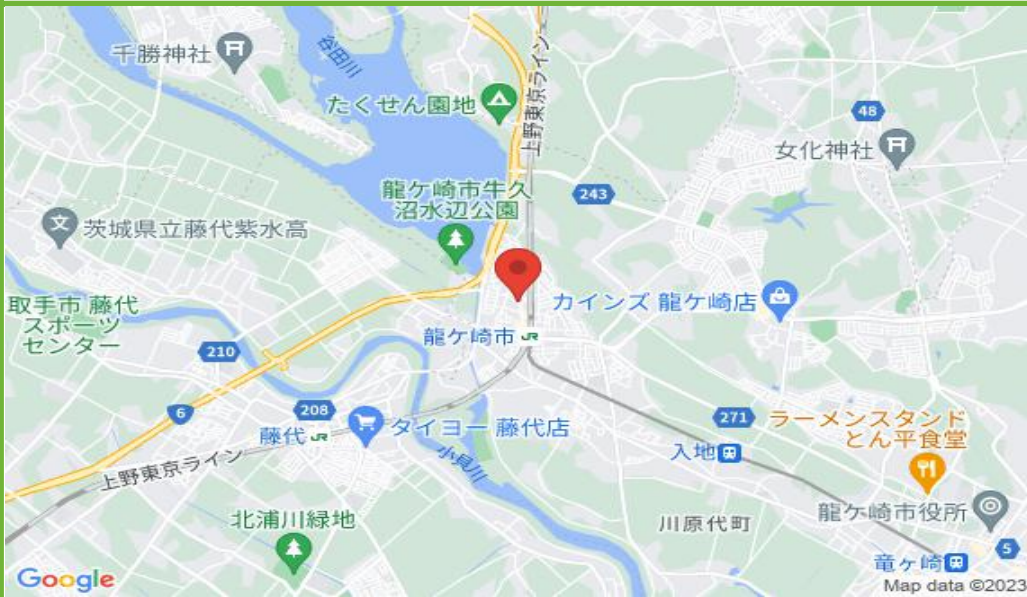 千勝神社
谷田川
たくせん園地
上野東京ライン
48
女化神社
243
龍ケ崎市牛久
沼水辺公園
茨城県立藤代紫水高
取手市 藤代
スポーツ
センター
カインズ 龍ケ崎店
龍ケ崎市 JR
210
6
208
271
ラーメンスタンド
とん平食堂
藤代 JR
タイヨー 藤代店
入地
上野東京ライン
小貝川
北浦川緑地
川原代町
龍ケ崎市役所
5
竜ヶ崎
Google
Map data ©2023